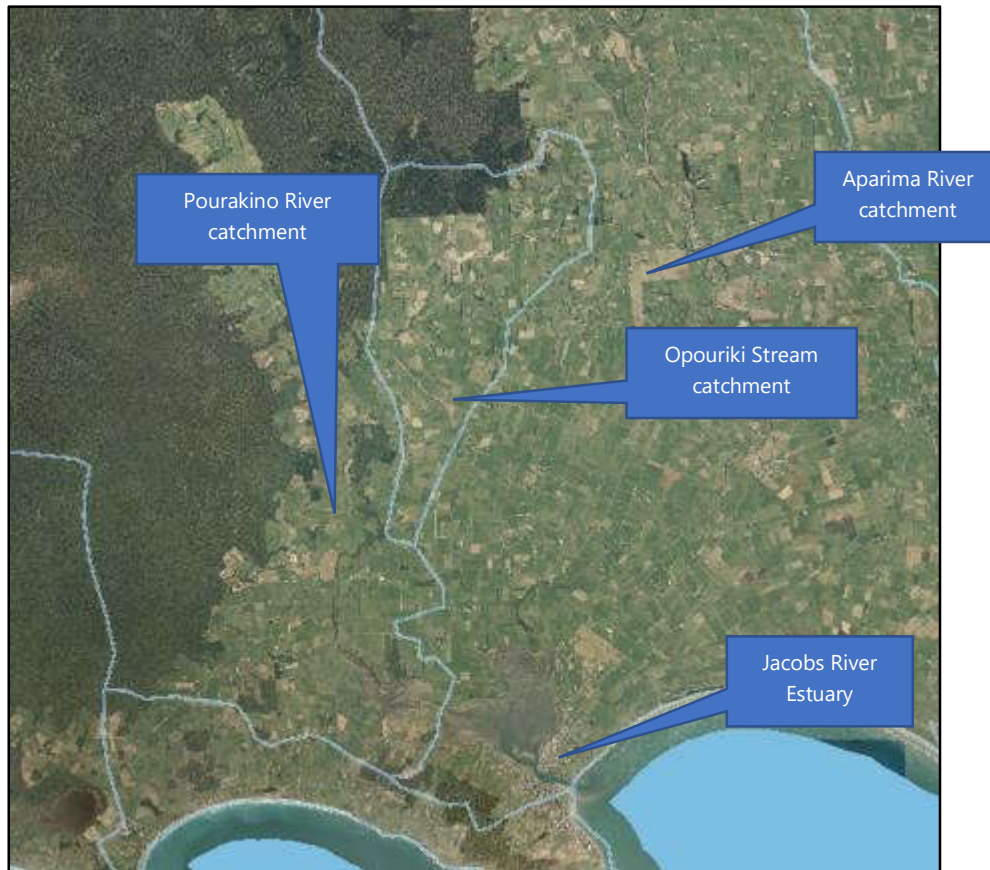 Pourakino River
catchment
Aparima River
catchment
Opouriki Stream
catchment
Jacobs River
Estuary